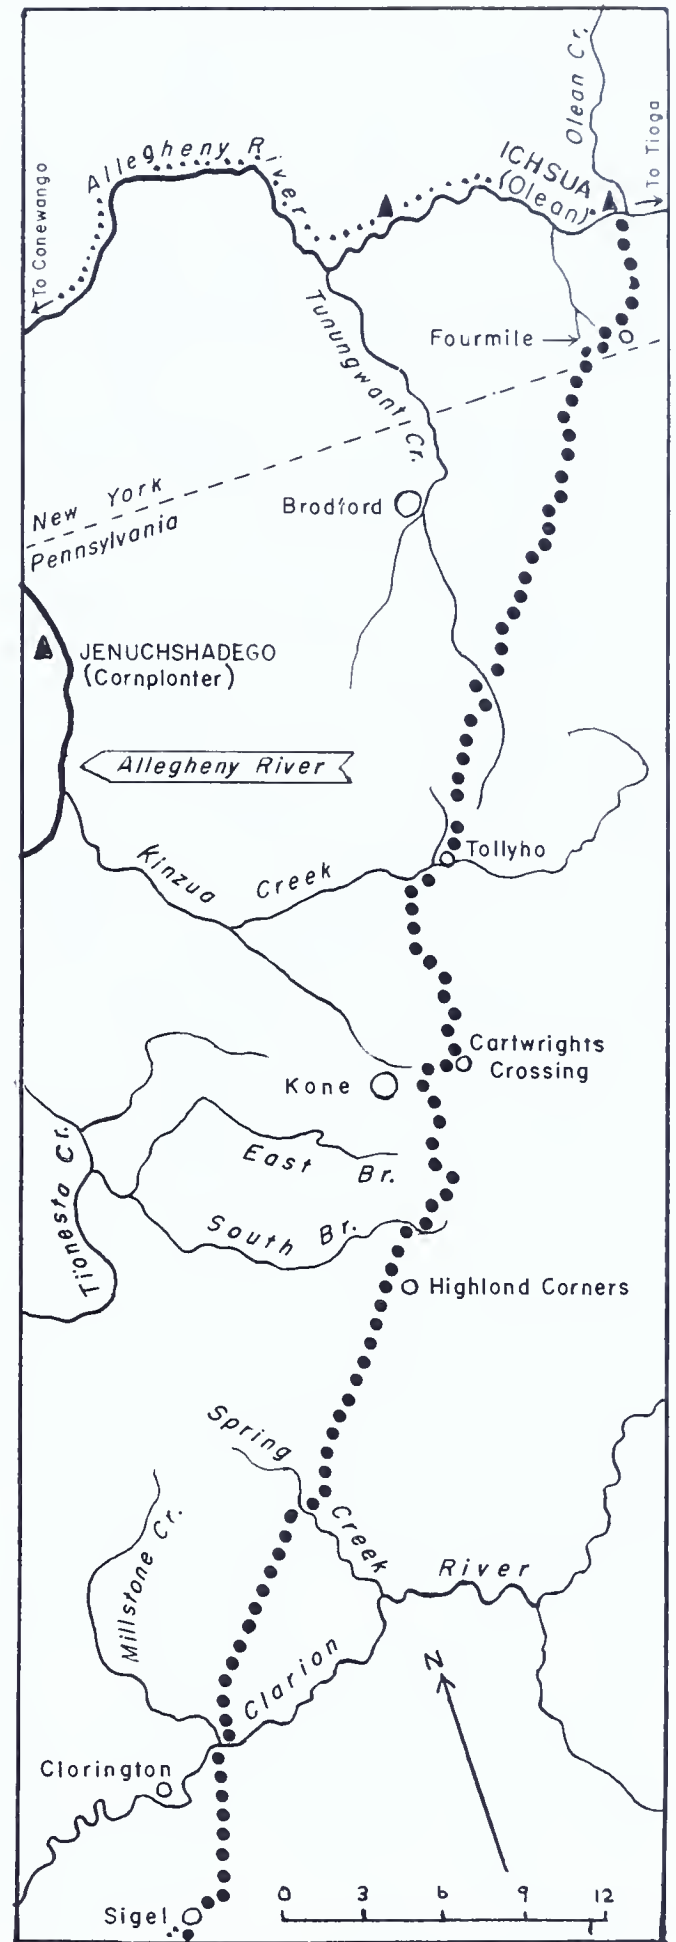 Olean Cr.
To Tioga
Allegheny River
To Conewango
ICHSUA
(Olean)
Tunungwant Cr.
Fourmile
New York
Pennsylvania
Brodford
JENUCHSHADEGO
(Cornplonter)
Allegheny River
Tollyho
Kinzua Creek
Cartwrights
Crossing
Kone
East Br.
Tionesta Cr.
South Br.
Highlond Corners
Spring Creek
Millstone Cr.
Clarion River
N
Clorington
0 3 6 9 12
Sigel